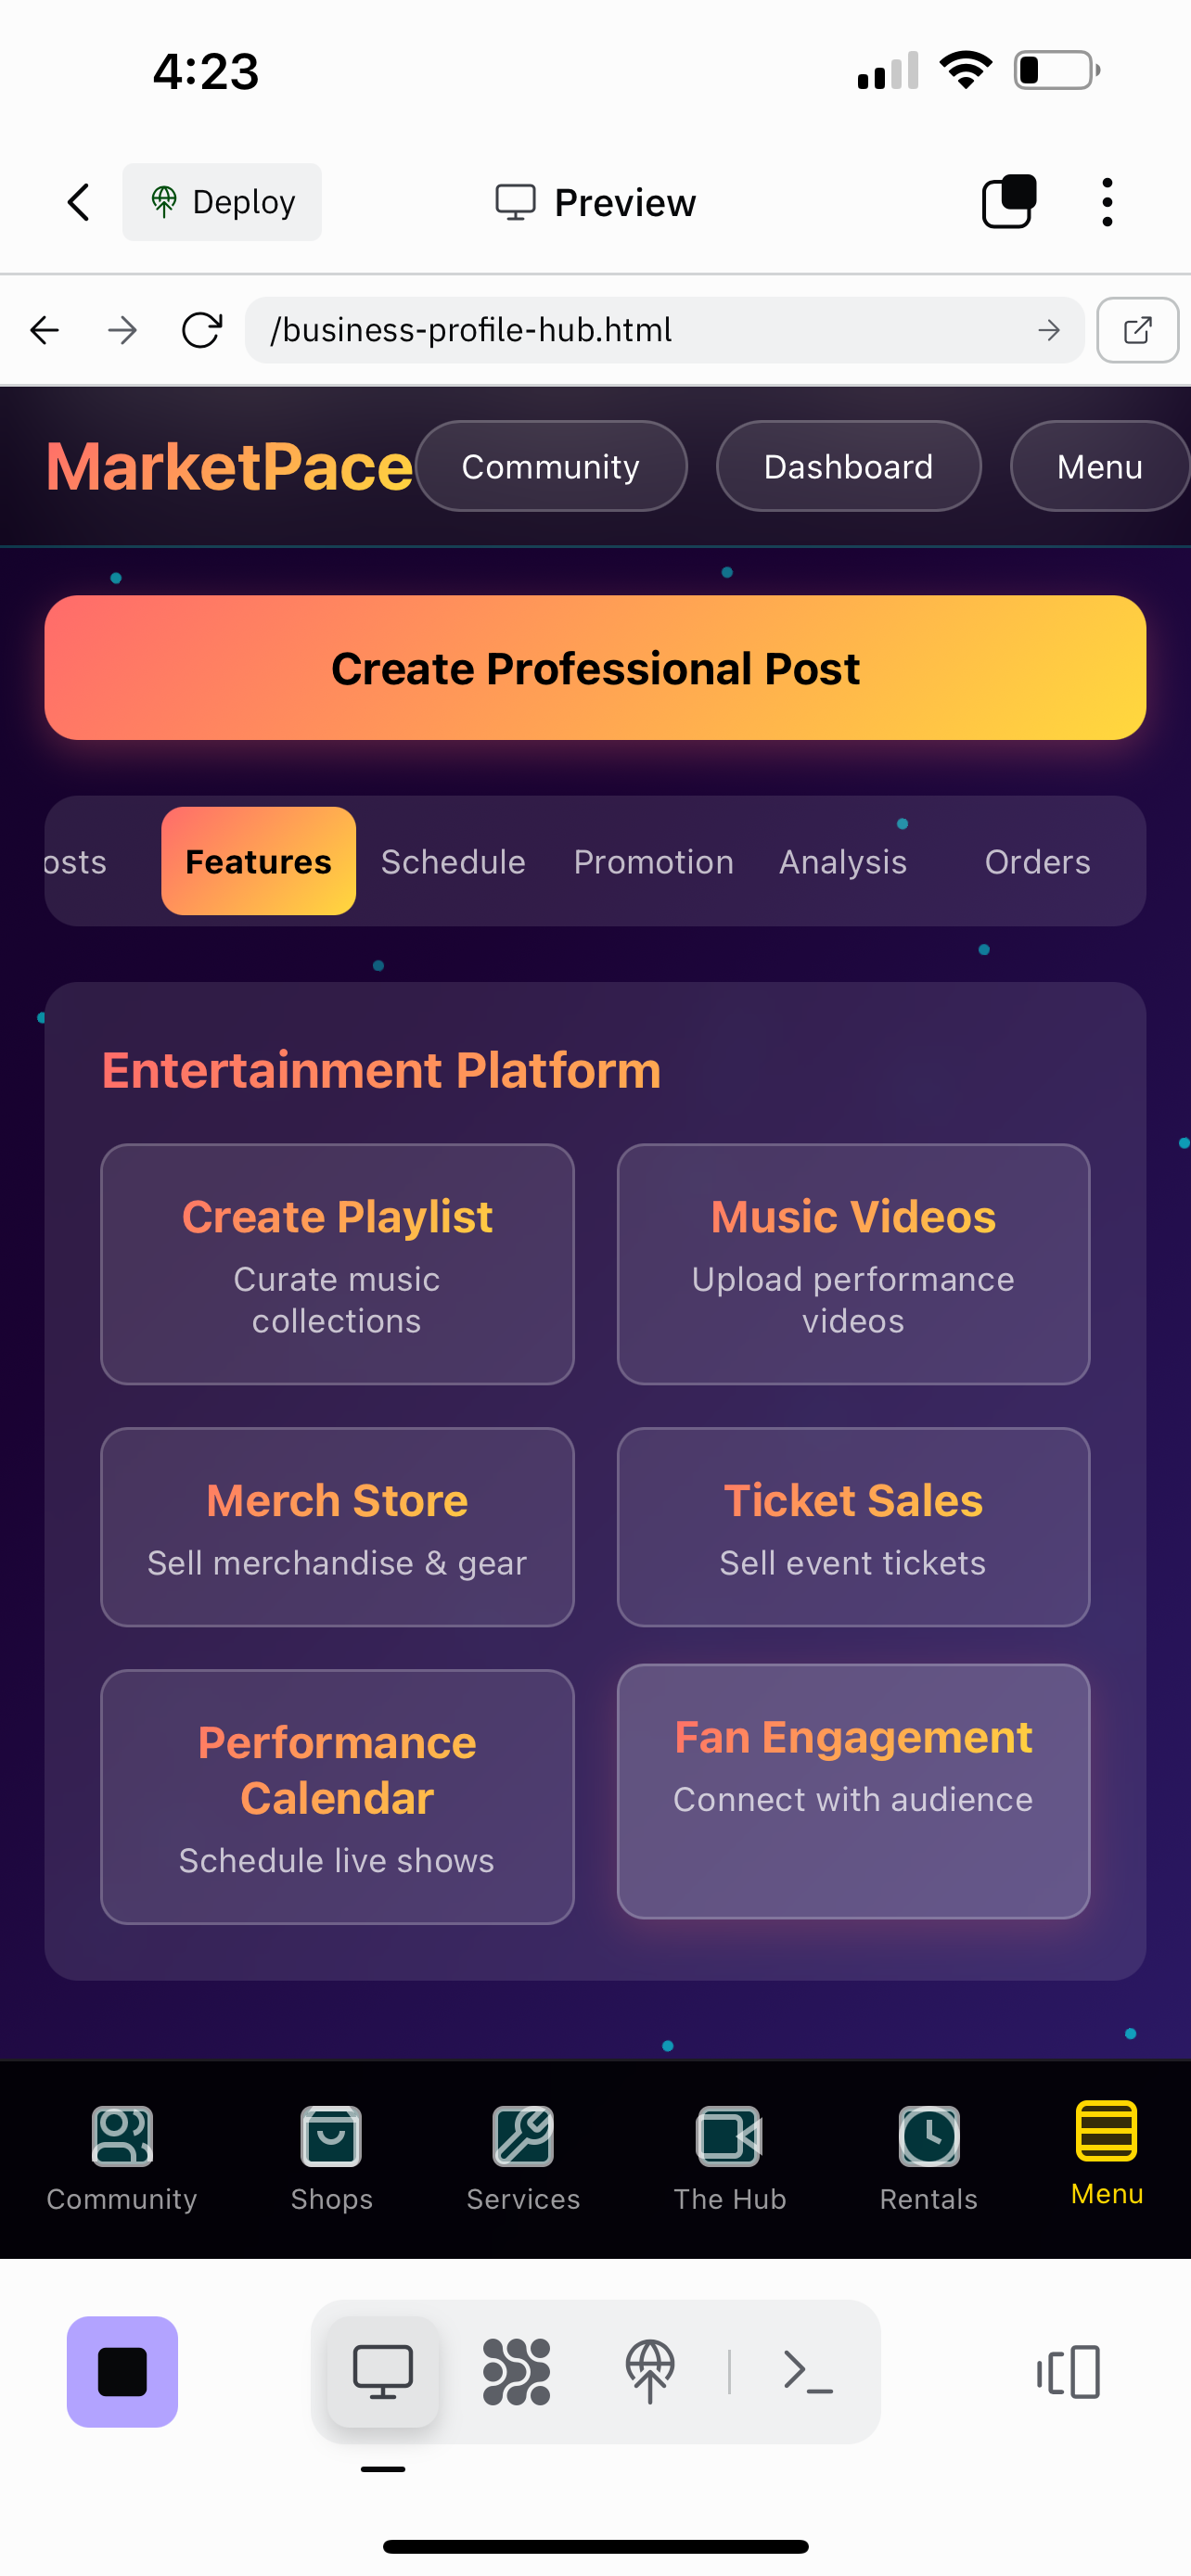 4:23
Deploy
Preview
/business-profile-hub.html
MarketPace
Community
Dashboard
Menu
Create Professional Post
osts
Features
Schedule
Promotion
Analysis
Orders
Entertainment Platform
Create Playlist
Curate music
collections
Music Videos
Upload performance
videos
Merch Store
Sell merchandise & gear
Ticket Sales
Sell event tickets
Performance
Calendar
Schedule live shows
Fan Engagement
Connect with audience
Community
Shops
Services
The Hub
Rentals
Menu